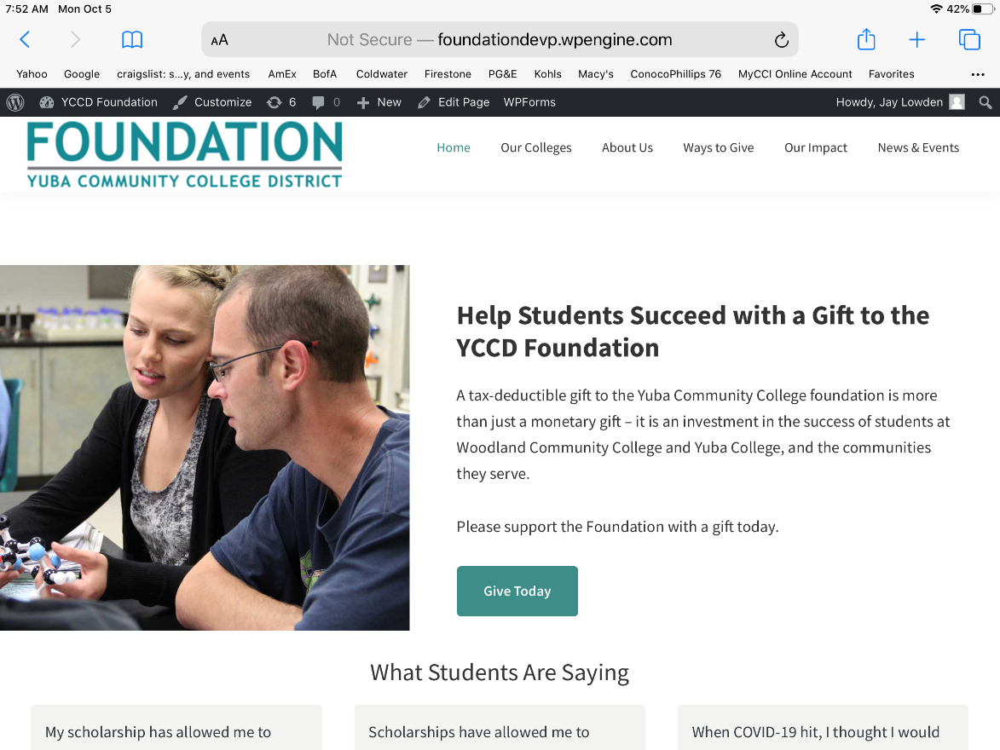 7:52 AM Mon Oct 5 42%
AA Not Secure — foundationdevp.wpengine.com
Yahoo Google craigslist: s...y, and events AmEx BofA Coldwater Firestone PG&E Kohls Macy's ConocoPhillips 76 MyCCI Online Account Favorites
YCCD Foundation Customize 6 0 New Edit Page WPForms Howdy, Jay Lowden
FOUNDATION
YUBA COMMUNITY COLLEGE DISTRICT
Home Our Colleges About Us Ways to Give Our Impact News & Events
Help Students Succeed with a Gift to the
YCCD Foundation
A tax-deductible gift to the Yuba Community College foundation is more
than just a monetary gift – it is an investment in the success of students at
Woodland Community College and Yuba College, and the communities
they serve.
Please support the Foundation with a gift today.
Give Today
What Students Are Saying
My scholarship has allowed me to
Scholarships have allowed me to
When COVID-19 hit, I thought I would